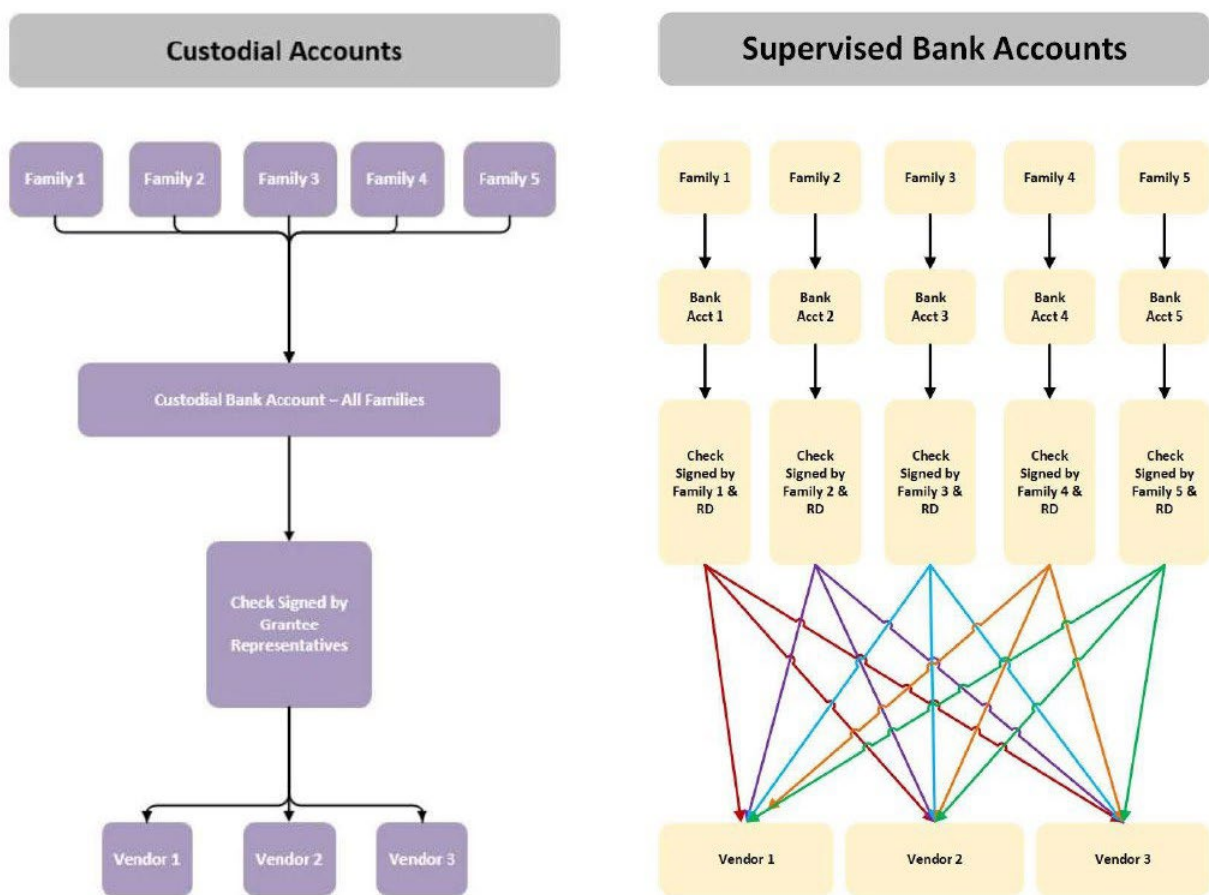 Custodial Accounts
Family 1
Family 2
Family 3
Family 4
Family 5
Custodial Bank Account – All Families
Check Signed by
Grantee
Representatives
Vendor 1
Vendor 2
Vendor 3
Supervised Bank Accounts
Family 1
Family 2
Family 3
Family 4
Family 5
Bank
Acct 1
Bank
Acct 2
Bank
Acct 3
Bank
Acct 4
Bank
Acct 5
Check
Signed by
Family 1 &
RD
Check
Signed by
Family 2 &
RD
Check
Signed by
Family 3 &
RD
Check
Signed by
Family 4 &
RD
Check
Signed by
Family 5 &
RD
Vendor 1
Vendor 2
Vendor 3